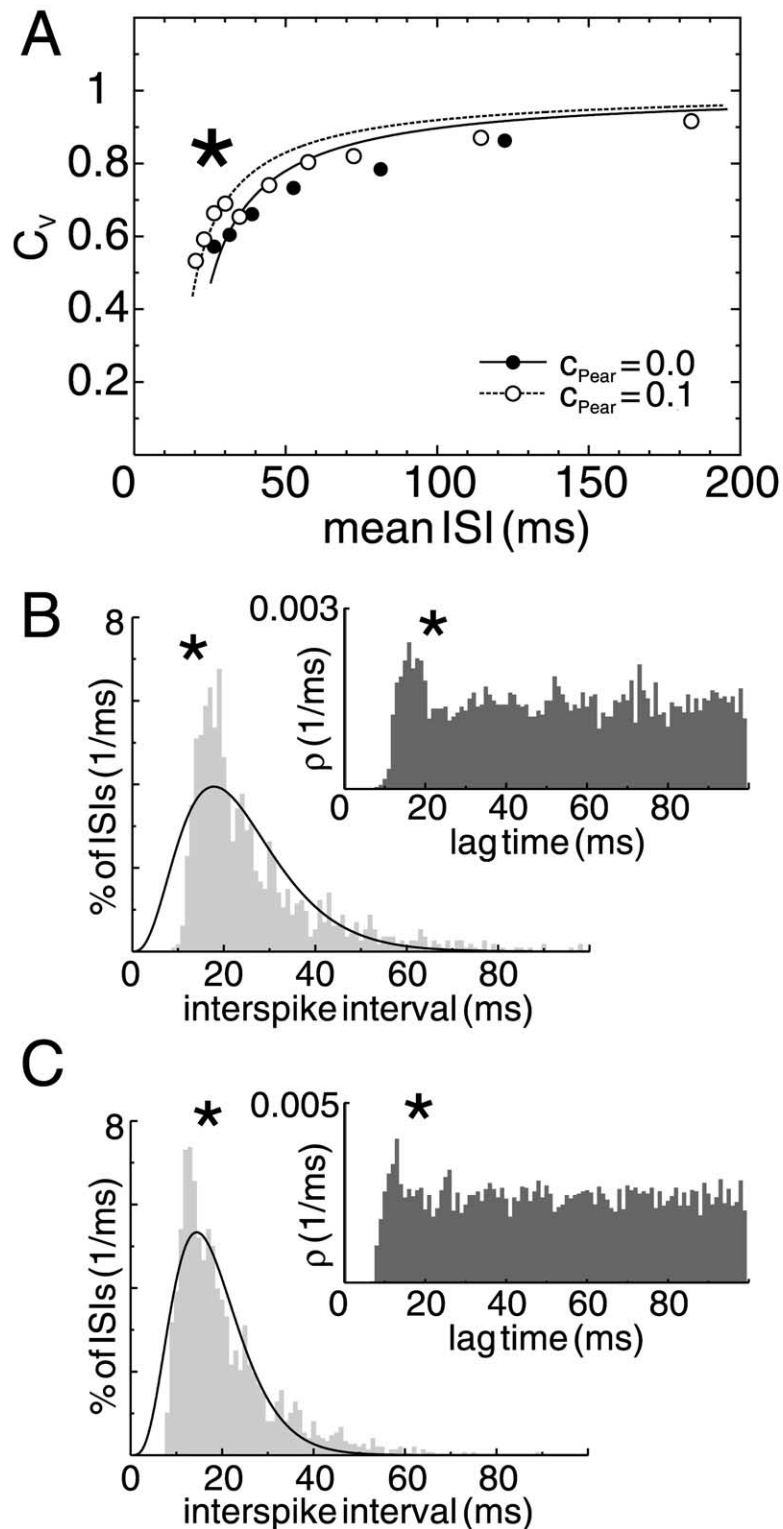 A
*
1
0.8
0.6
0.4
0.2
C_V
0 50 100 150 200
mean ISI (ms)
c_Pear = 0.0
c_Pear = 0.1
B
8
*
% of ISIs (1/ms)
0 20 40 60 80
interspike interval (ms)
0.003
*
ρ (1/ms)
0 20 40 60 80
lag time (ms)
C
8
*
% of ISIs (1/ms)
0 20 40 60 80
interspike interval (ms)
0.005
*
ρ (1/ms)
0 20 40 60 80
lag time (ms)